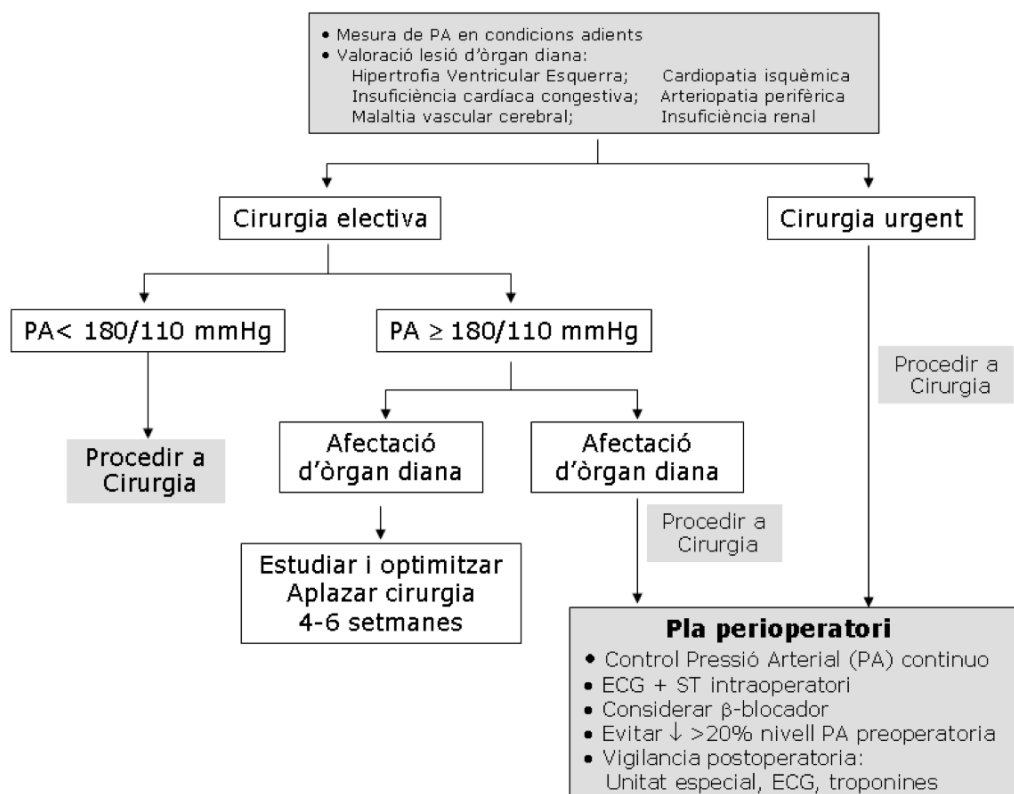 • Mesura de PA en condicions adients
• Valoració lesió d'òrgan diana:
Hipertrofia Ventricular Esquerra; Cardiopatia isquèmica
Insuficiència cardíaca congestiva; Arteriopatia perifèrica
Malaltia vascular cerebral; Insuficiència renal
Cirurgia electiva
Cirurgia urgent
PA< 180/110 mmHg
PA ≥ 180/110 mmHg
Procedir a
Cirurgia
Procedir a
Cirurgia
Afectació
d'òrgan diana
Afectació
d'òrgan diana
Procedir a
Cirurgia
Estudiar i optimitzar
Aplazar cirurgia
4-6 setmanes
Pla perioperatori
• Control Pressió Arterial (PA) continuo
• ECG + ST intraoperatori
• Considerar β-blocador
• Evitar ↓ >20% nivell PA preoperatoria
• Vigilancia postoperatoria:
Unitat especial, ECG, troponines